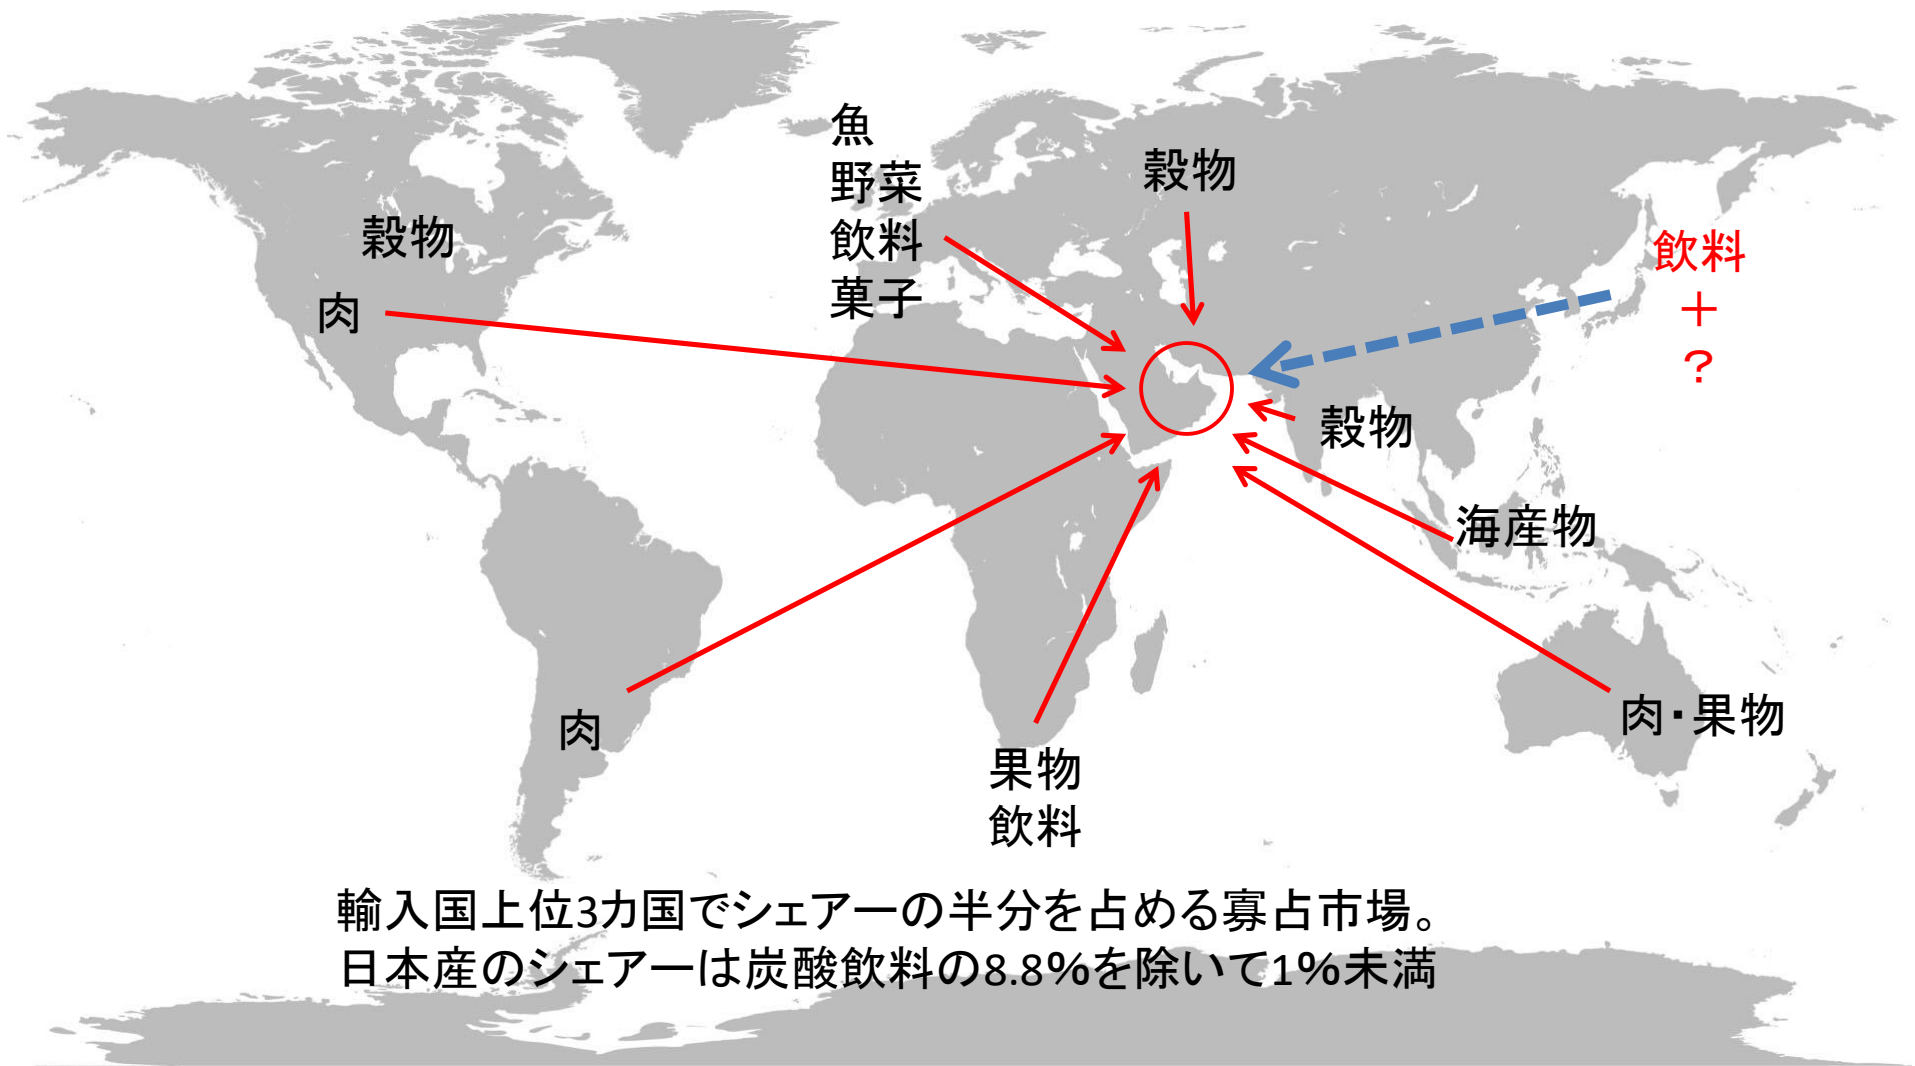 魚
野菜
飲料
菓子
穀物
穀物
肉
飲料
＋
？
穀物
海産物
肉
果物
飲料
肉・果物
輸入国上位3カ国でシェアーの半分を占める寡占市場。
日本産のシェアーは炭酸飲料の8.8%を除いて1%未満